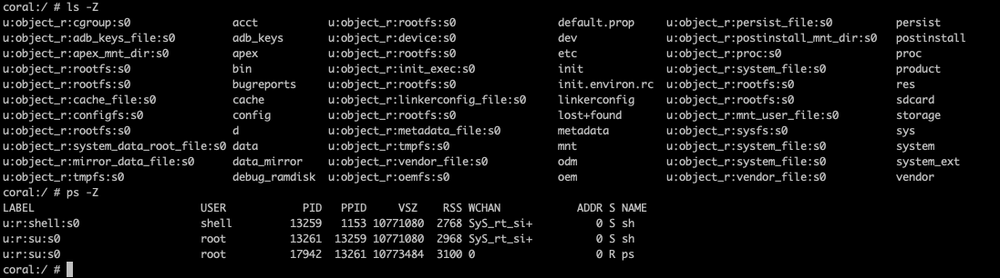 coral:/ # ls -Z
u:object_r:cgroup:s0 acct u:object_r:rootfs:s0 default.prop u:object_r:persist_file:s0 persist
u:object_r:adb_keys_file:s0 adb_keys u:object_r:device:s0 dev u:object_r:postinstall_mnt_dir:s0 postinstall
u:object_r:apex_mnt_dir:s0 apex u:object_r:rootfs:s0 etc u:object_r:proc:s0 proc
u:object_r:rootfs:s0 bin u:object_r:init_exec:s0 init u:object_r:system_file:s0 product
u:object_r:rootfs:s0 bugreports u:object_r:rootfs:s0 init.environ.rc u:object_r:rootfs:s0 res
u:object_r:cache_file:s0 cache u:object_r:linkerconfig_file:s0 linkerconfig u:object_r:rootfs:s0 sdcard
u:object_r:configfs:s0 config u:object_r:rootfs:s0 lost+found u:object_r:mnt_user_file:s0 storage
u:object_r:rootfs:s0 d u:object_r:metadata_file:s0 metadata u:object_r:sysfs:s0 sys
u:object_r:system_data_root_file:s0 data u:object_r:tmpfs:s0 mnt u:object_r:system_file:s0 system
u:object_r:mirror_data_file:s0 data_mirror u:object_r:vendor_file:s0 odm u:object_r:system_file:s0 system_ext
u:object_r:tmpfs:s0 debug_ramdisk u:object_r:oemfs:s0 oem u:object_r:vendor_file:s0 vendor
coral:/ # ps -Z
LABEL USER PID PPID VSZ RSS WCHAN ADDR S NAME
u:r:shell:s0 shell 13259 1153 10771080 2768 SyS_rt_si+ 0 S sh
u:r:su:s0 root 13261 13259 10771080 2968 SyS_rt_si+ 0 S sh
u:r:su:s0 root 17942 13261 10773484 3100 0 0 R ps
coral:/ #